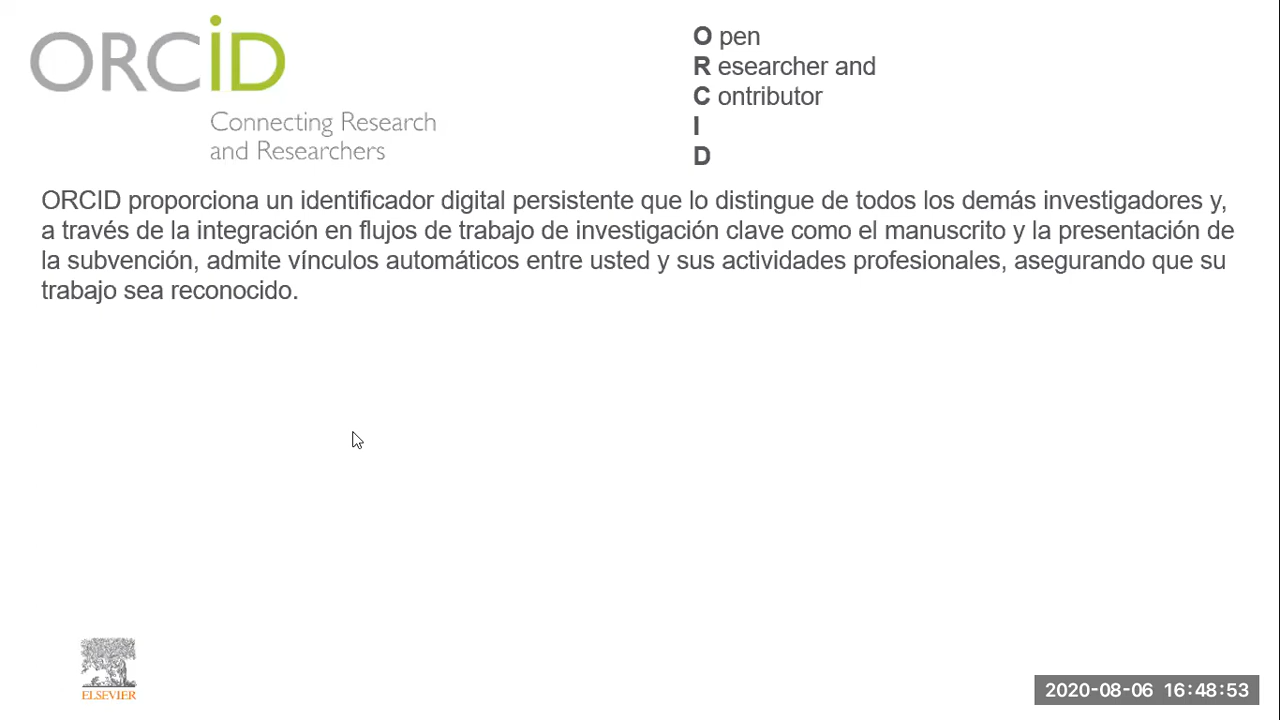 ORCID
Connecting Research
and Researchers
O pen
R esearcher and
C ontributor
I
D
ORCID proporciona un identificador digital persistente que lo distingue de todos los demás investigadores y,
a través de la integración en flujos de trabajo de investigación clave como el manuscrito y la presentación de
la subvención, admite vínculos automáticos entre usted y sus actividades profesionales, asegurando que su
trabajo sea reconocido.
ELSEVIER
2020-08-06 16:48:53